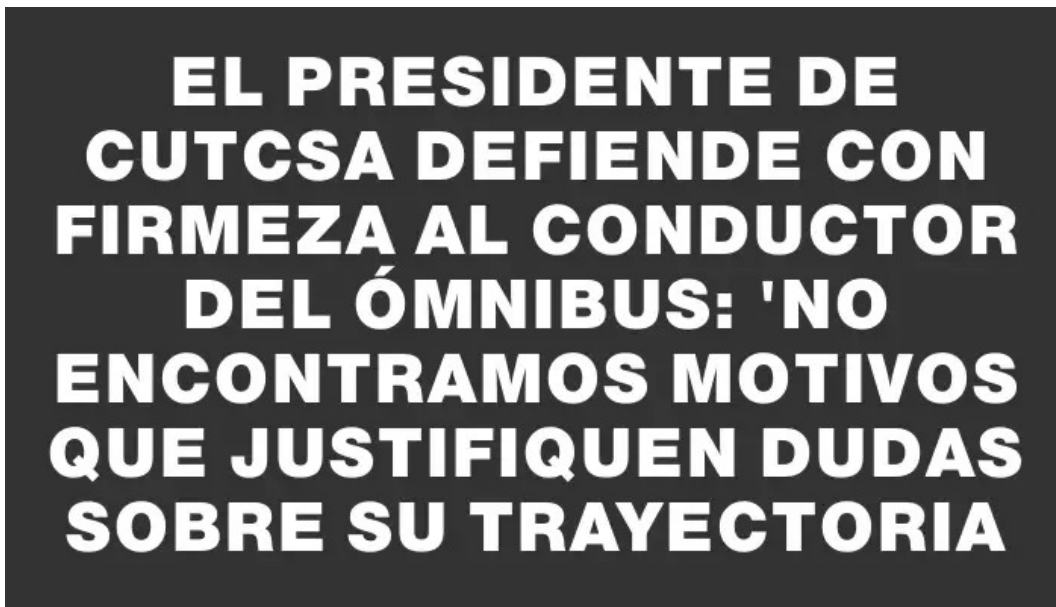 EL PRESIDENTE DE
CUTCSA DEFIENDE CON
FIRMEZA AL CONDUCTOR
DEL ÓMNIBUS: 'NO
ENCONTRAMOS MOTIVOS
QUE JUSTIFIQUEN DUDAS
SOBRE SU TRAYECTORIA